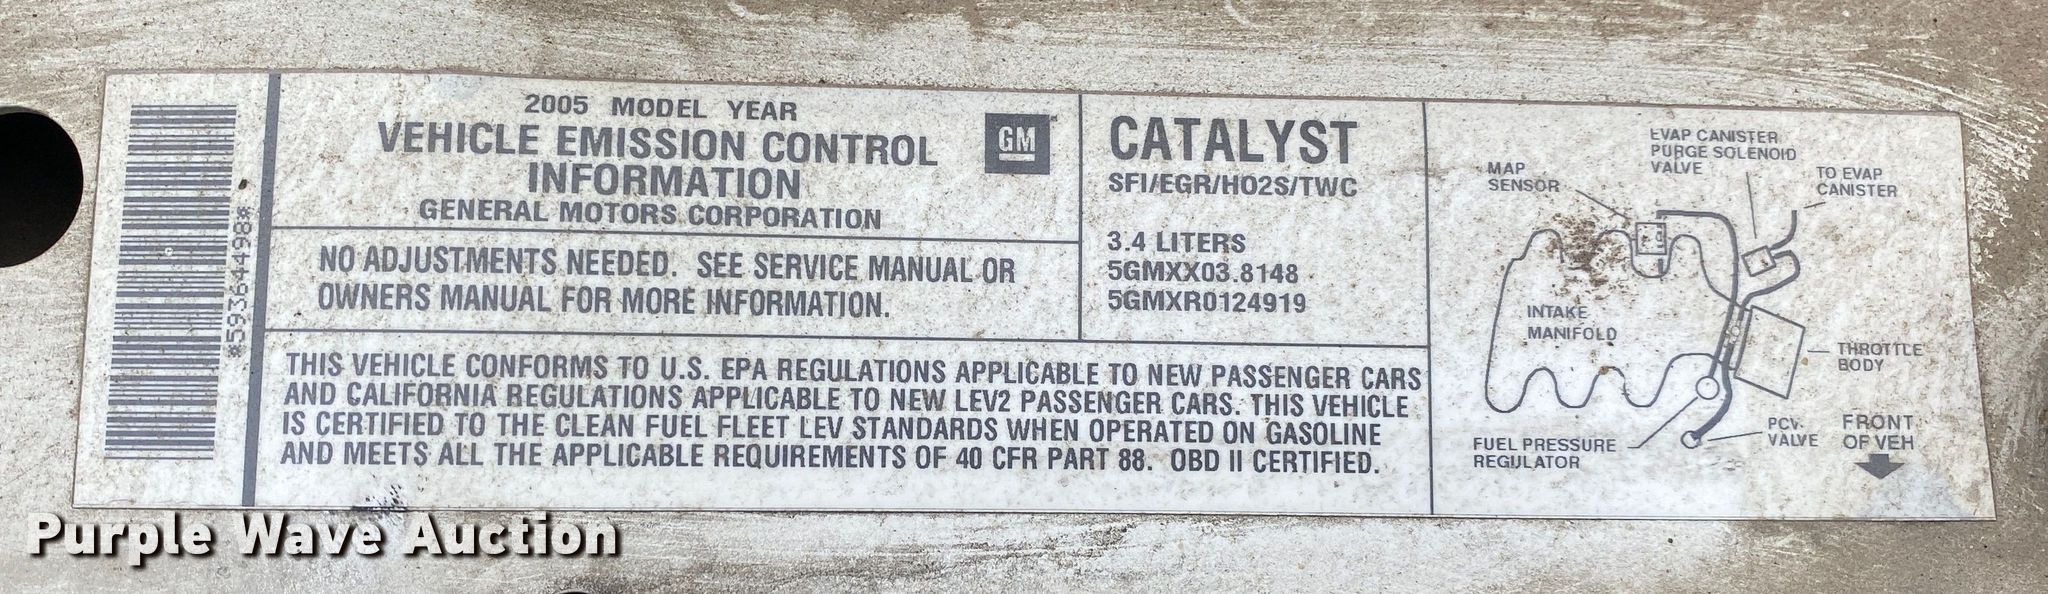 *593644498*
2005 MODEL YEAR
VEHICLE EMISSION CONTROL
INFORMATION
GENERAL MOTORS CORPORATION
GM
NO ADJUSTMENTS NEEDED. SEE SERVICE MANUAL OR
OWNERS MANUAL FOR MORE INFORMATION.
CATALYST
SFI/EGR/HO2S/TWC
3.4 LITERS
5GMXX03.8148
5GMXR0124919
THIS VEHICLE CONFORMS TO U.S. EPA REGULATIONS APPLICABLE TO NEW PASSENGER CARS
AND CALIFORNIA REGULATIONS APPLICABLE TO NEW LEV2 PASSENGER CARS. THIS VEHICLE
IS CERTIFIED TO THE CLEAN FUEL FLEET LEV STANDARDS WHEN OPERATED ON GASOLINE
AND MEETS ALL THE APPLICABLE REQUIREMENTS OF 40 CFR PART 88. OBD II CERTIFIED.
MAP
SENSOR
EVAP CANISTER
PURGE SOLENOID
VALVE
TO EVAP
CANISTER
INTAKE
MANIFOLD
THROTTLE
BODY
FUEL PRESSURE
REGULATOR
PCV
VALVE
FRONT
OF VEH
Purple Wave Auction